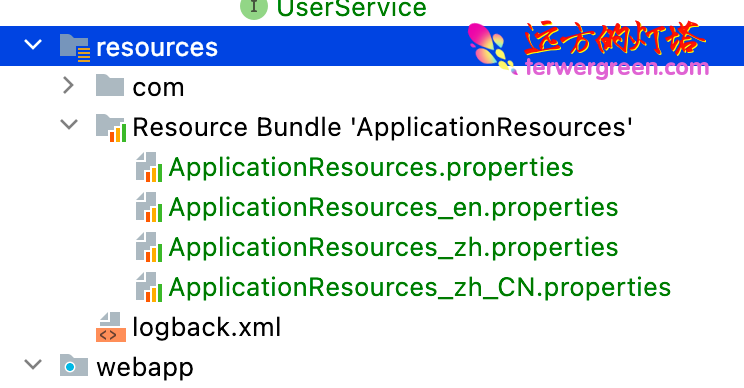 UserService
resources
远方的灯塔
terwergreen.com
com
Resource Bundle 'ApplicationResources'
ApplicationResources.properties
ApplicationResources_en.properties
ApplicationResources_zh.properties
ApplicationResources_zh_CN.properties
logback.xml
webapp